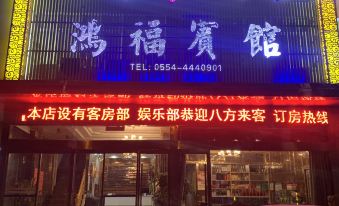 鴻福賓館
TEL: 0554-4440901
本店设有客房部 娱乐部恭迎八方来客 订房热线